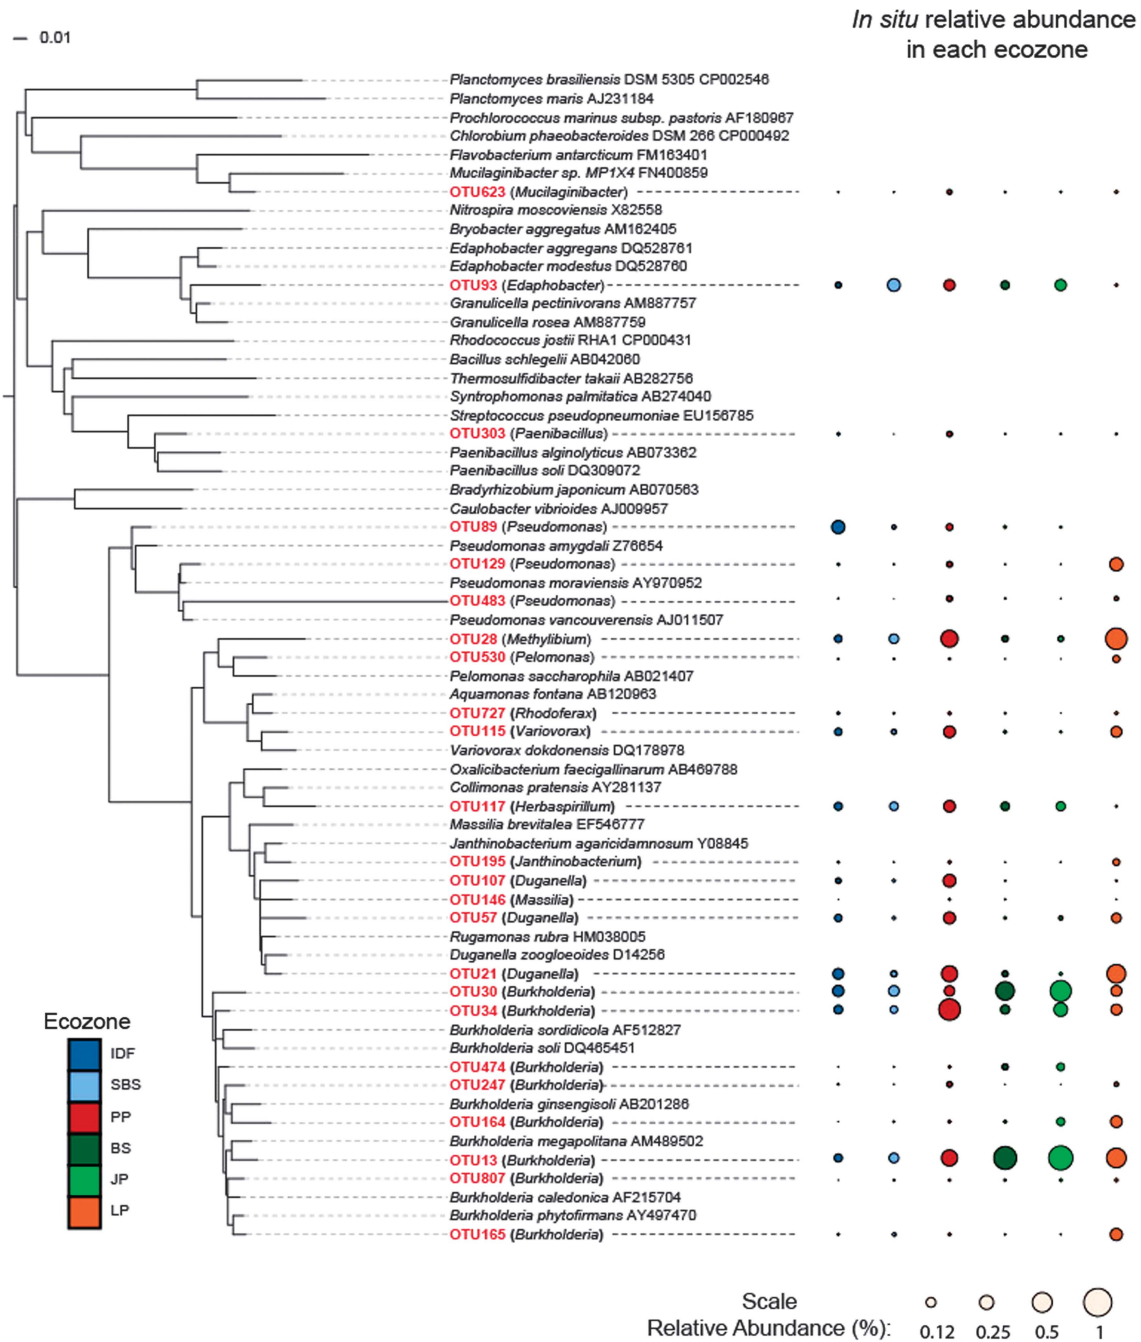 In situ relative abundance
in each ecozone
0.01
Planctomyces brasiliensis DSM 5305 CP002546
Planctomyces maris AJ231184
Prochlorococcus marinus subsp. pastoris AF180967
Chlorobium phaeobacteroides DSM 266 CP000492
Flavobacterium antarcticum FM163401
Mucilaginibacter sp. MP1X4 FN400859
OTU623 (Mucilaginibacter)
Nitrospira moscoviensis X82558
Bryobacter aggregatus AM162405
Edaphobacter aggregans DQ528761
Edaphobacter modestus DQ528760
OTU93 (Edaphobacter)
Granulicella pectinivorans AM887757
Granulicella rosea AM887759
Rhodococcus jostii RHA1 CP000431
Bacillus schlegelii AB042060
Thermosulfidibacter takaii AB282756
Syntrophomonas palmitatica AB274040
Streptococcus pseudopneumoniae EU156785
OTU303 (Paenibacillus)
Paenibacillus alginolyticus AB073362
Paenibacillus soli DQ309072
Bradyrhizobium japonicum AB070563
Caulobacter vibrioides AJ009957
OTU89 (Pseudomonas)
Pseudomonas amygdali Z76654
OTU129 (Pseudomonas)
Pseudomonas moraviensis AY970952
OTU483 (Pseudomonas)
Pseudomonas vancouverensis AJ011507
OTU28 (Methylibium)
OTU530 (Pelomonas)
Pelomonas saccharophila AB021407
Aquamonas fontana AB120963
OTU727 (Rhodoferax)
OTU115 (Variovorax)
Variovorax dokdonensis DQ178978
Oxalicibacterium faecigallinarum AB469788
Collimonas pratensis AY281137
OTU117 (Herbaspirillum)
Massilia brevitalea EF546777
Janthinobacterium agaricidamnosum Y08845
OTU195 (Janthinobacterium)
OTU107 (Duganella)
OTU146 (Massilia)
OTU57 (Duganella)
Rugamonas rubra HM038005
Duganella zoogloeoides D14256
OTU21 (Duganella)
OTU30 (Burkholderia)
OTU34 (Burkholderia)
Burkholderia sordidicola AF512827
Burkholderia soli DQ465451
OTU474 (Burkholderia)
OTU247 (Burkholderia)
Burkholderia ginsengisoli AB201286
OTU164 (Burkholderia)
Burkholderia megapolitana AM489502
OTU13 (Burkholderia)
OTU807 (Burkholderia)
Burkholderia caledonica AF215704
Burkholderia phytofirmans AY497470
OTU165 (Burkholderia)
Ecozone
IDF
SBS
PP
BS
JP
LP
Scale
Relative Abundance (%): 0.12 0.25 0.5 1